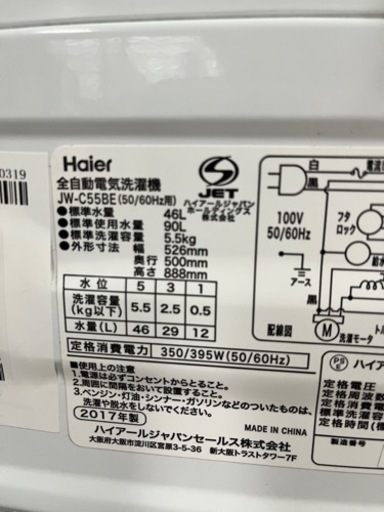 0319
Haier
全自動電気洗濯機
JW-C55BE(50/60Hz用)
JET
ハイアールジャパン
ホールディングス
株式会社
●標準水量 46L
●標準使用水量 90L
●標準洗濯容量 5.5kg
●外形寸法 幅 526mm
奥行 500mm
高さ 888mm
水位 5 3 1
洗濯容量
(kg以下) 5.5 2.5 0.5
水量(L) 46 29 12
定格消費電力 350/395W(50/60Hz)
■使用上の注意
1.電源は必ずコンセントからとること。
2.周囲に間隔をおいて設置すること。
3.ベンジン・灯油・シンナー・ガソリンなどのついたものは、
洗濯や脱水をしないでください。
2017年製
MADE IN CHINA
ハイアールジャパンセールス株式会社
大阪府大阪市淀川区宮原3-5-36 新大阪トラストタワー7F
白
黒
100V
50/60Hz
アース
フタ
ロック
黒
給水
配線図
M
洗濯モータ
PSE
ハイア
定格電圧
定格周波数
定格消費
標準洗濯
標準
製造番号